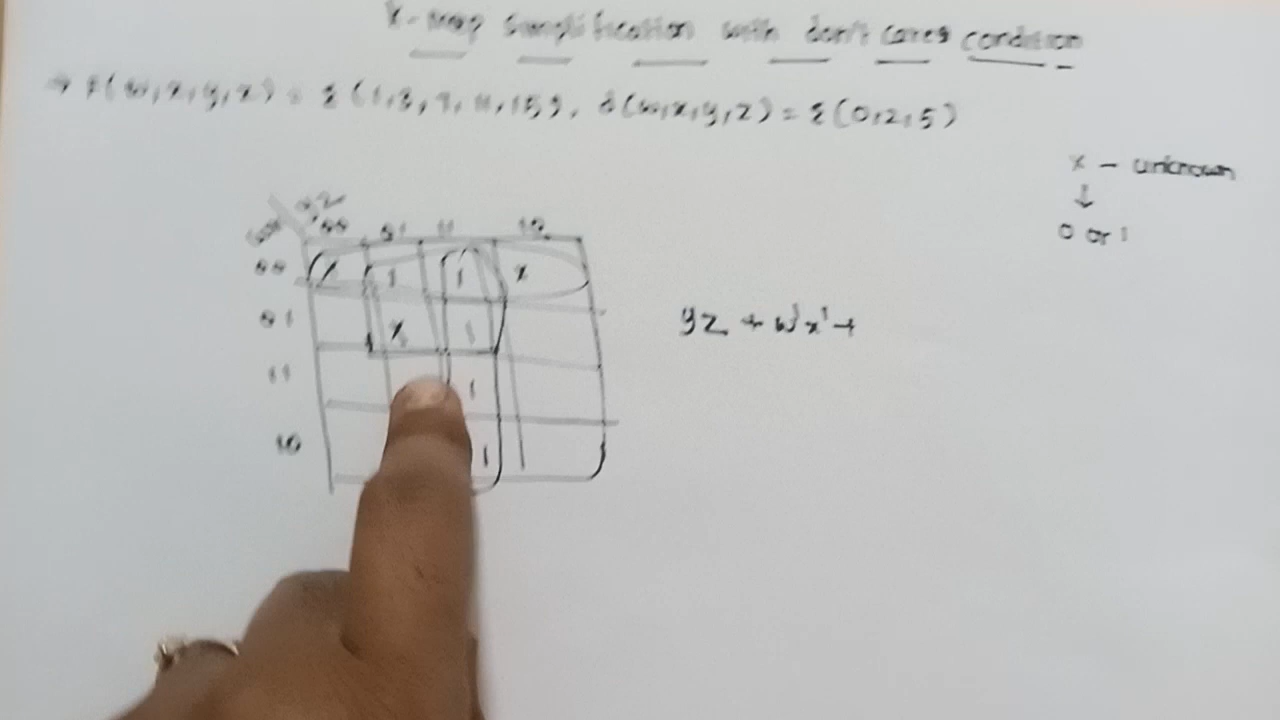 K-map simplification with don't cares condition
→ f(w,x,y,z) = Σ(1,3,7,11,15), d(w,x,y,z) = Σ(0,2,5)
x - unknown
↓
0 or 1
wx yz
00 01 11 10
00 x 1 1 x
01 x 1
11 1
10 1
yz + w'x' +